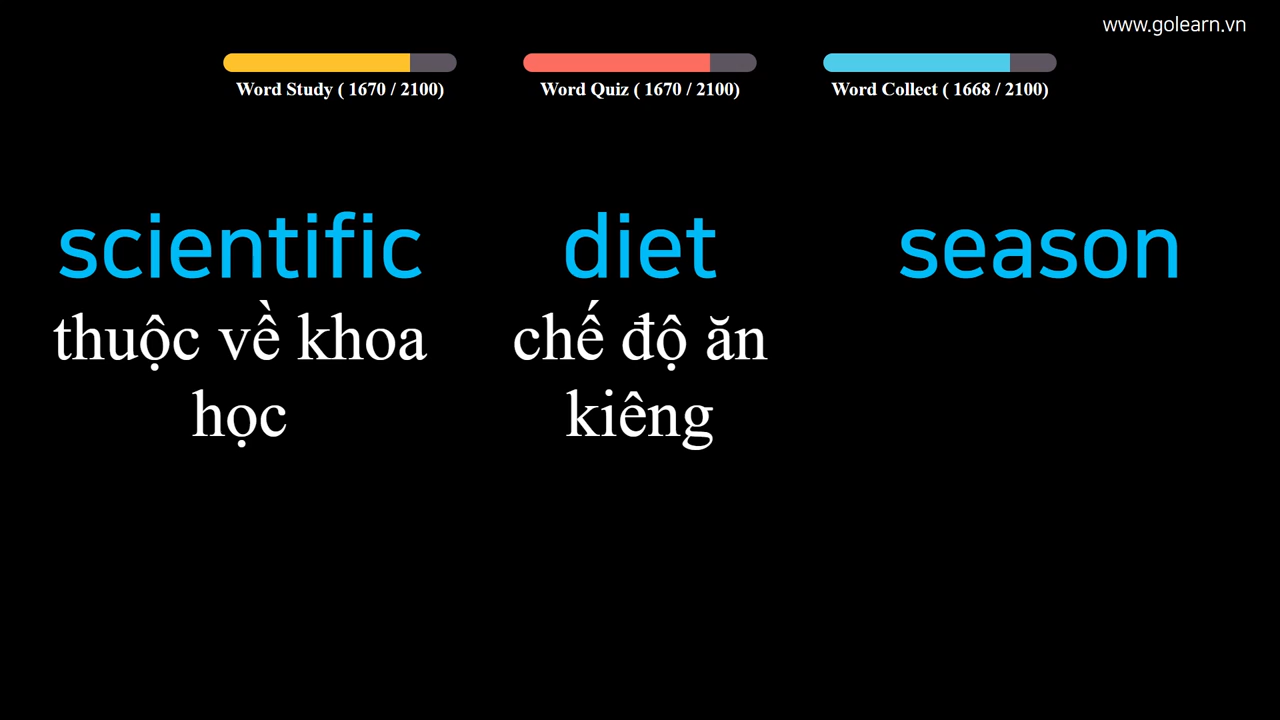 www.golearn.vn
Word Study ( 1670 / 2100)
Word Quiz ( 1670 / 2100)
Word Collect ( 1668 / 2100)
scientific
thuộc về khoa
học
diet
chế độ ăn
kiêng
season